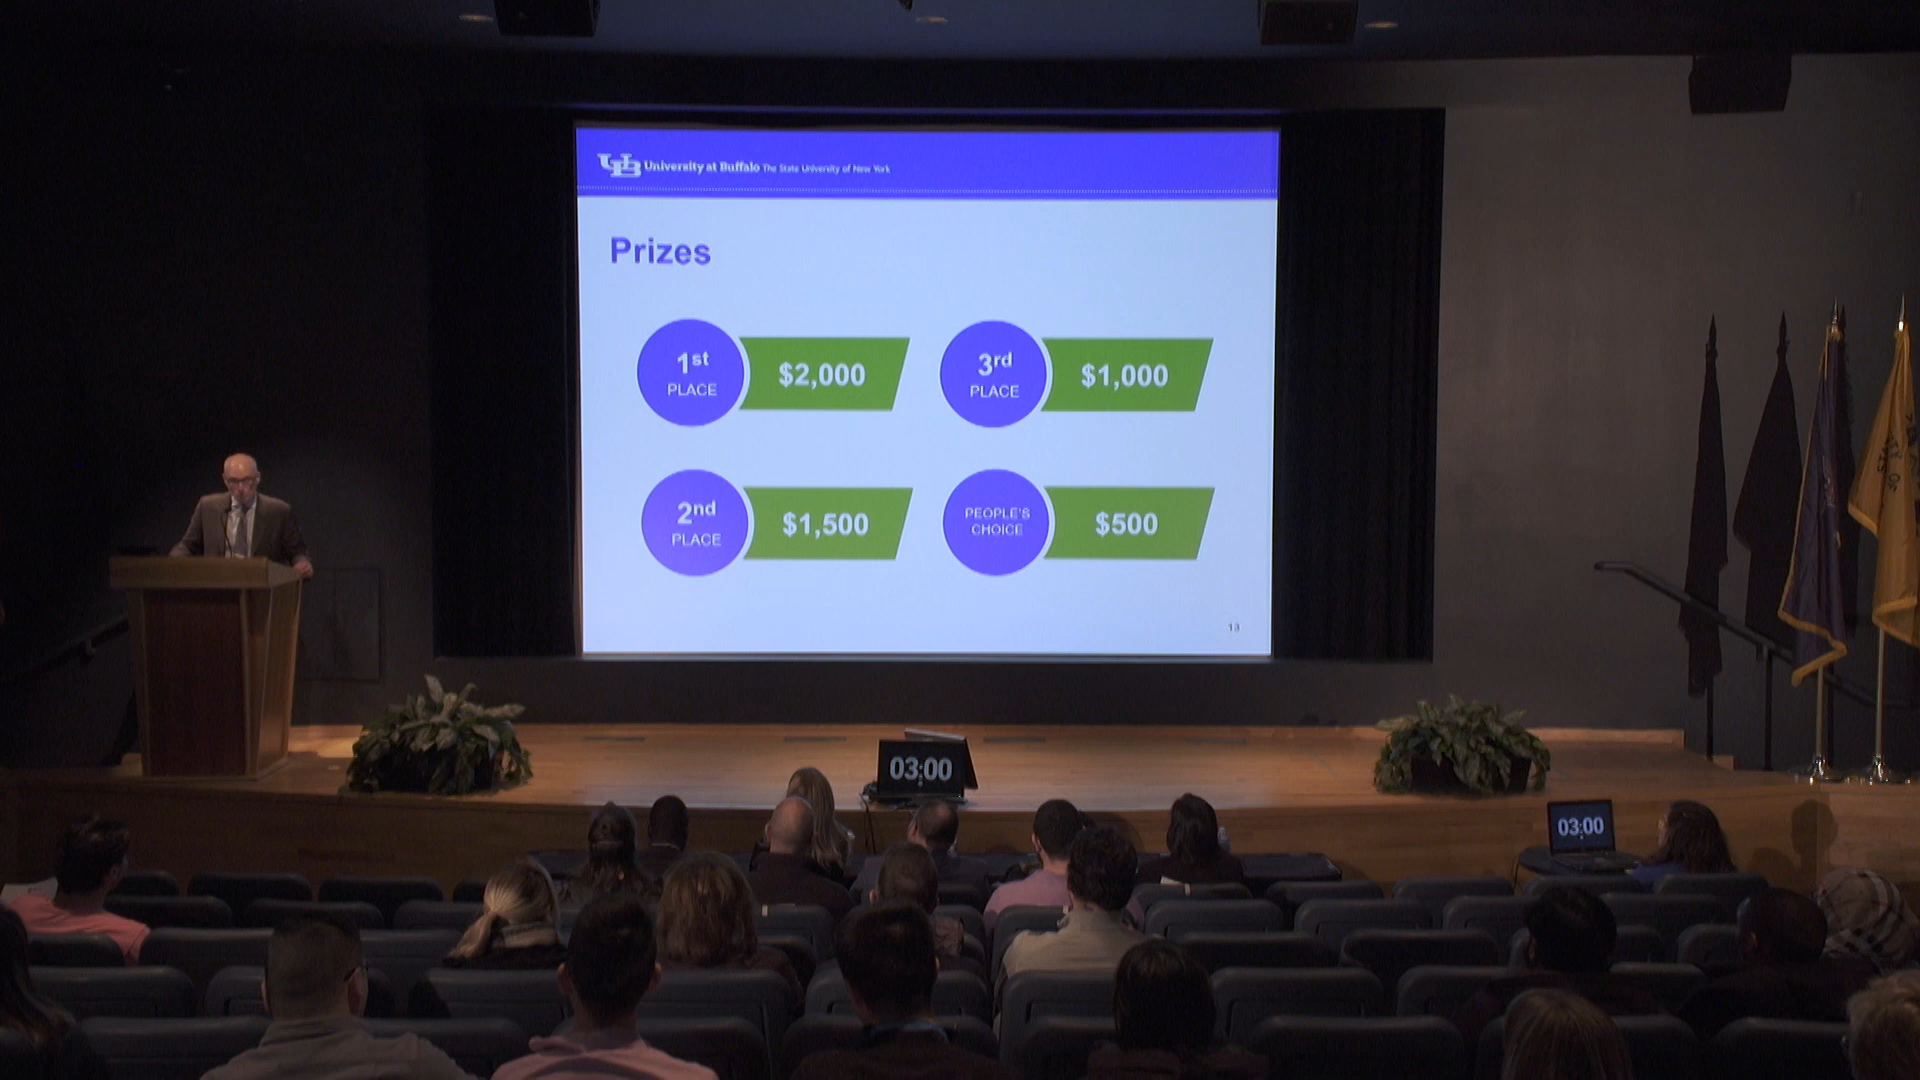 UB University at Buffalo The State University of New York
Prizes
1st
PLACE
$2,000
3rd
PLACE
$1,000
2nd
PLACE
$1,500
PEOPLE'S
CHOICE
$500
13
03:00
03:00